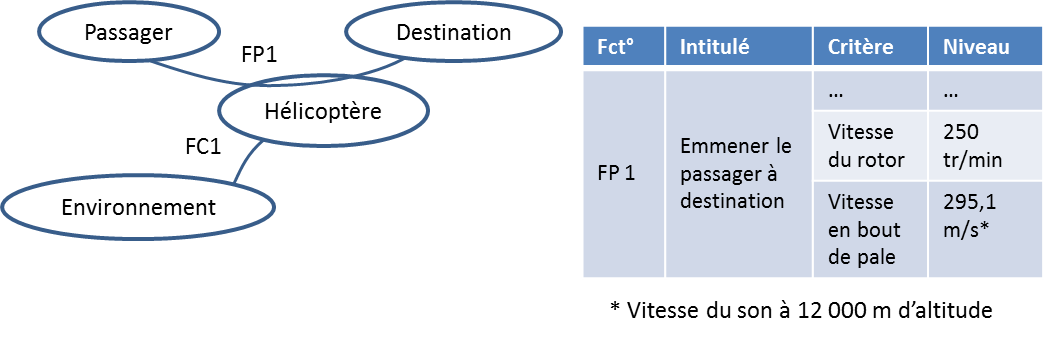 Passager
Destination
FP1
Hélicoptère
FC1
Environnement
Fct° Intitulé Critère Niveau
... ...
FP 1
Emmener le
passager à
destination
Vitesse
du rotor
250
tr/min
Vitesse
en bout
de pale
295,1
m/s*
* Vitesse du son à 12 000 m d’altitude